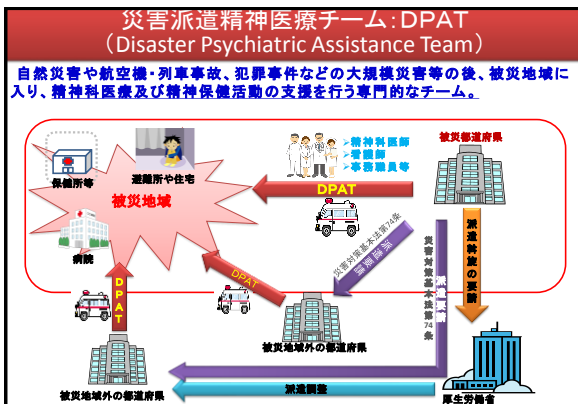 災害派遣精神医療チーム:DPAT
(Disaster Psychiatric Assistance Team)
自然災害や航空機・列車事故、犯罪事件などの大規模災害等の後、被災地域に
入り、精神科医療及び精神保健活動の支援を行う専門的なチーム。
保健所等
避難所や住宅
被災地域
病院
➢精神科医師
➢看護師
➢事務職員等
DPAT
被災都道府県
災害対策基本法第74条
派遣要請
災害対策基本法第74条
派遣要請
派遣斡旋の要請
DPAT
DPAT
被災地域外の都道府県
被災地域外の都道府県
派遣調整
厚生労働省